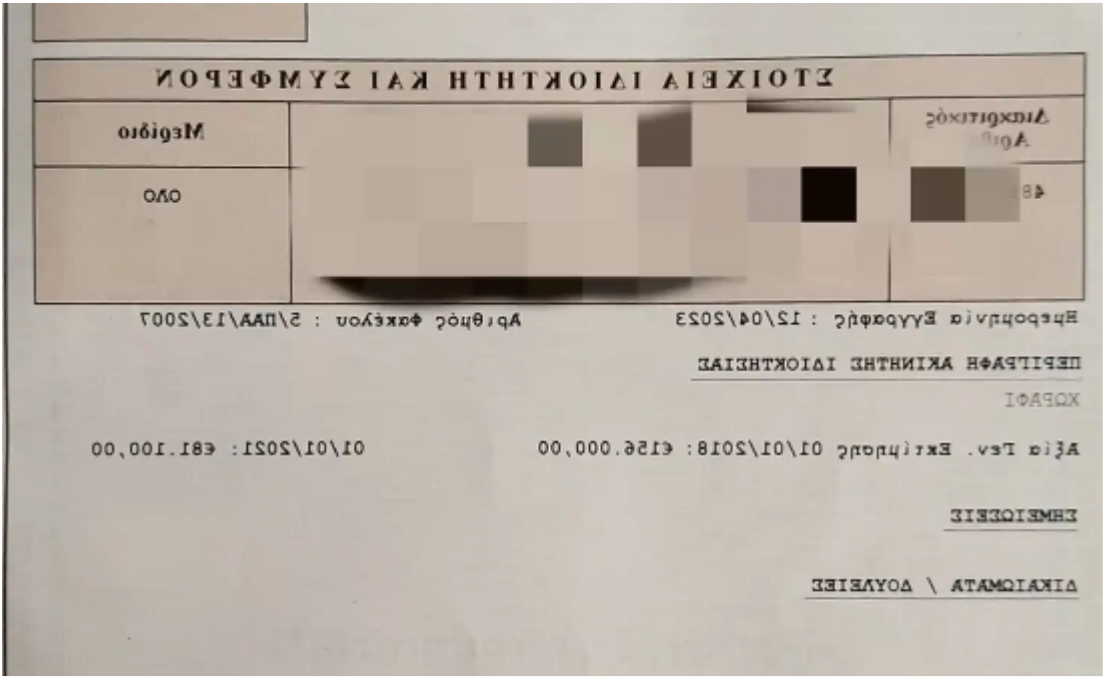 ΣΤΟΙΧΕΙΑ ΙΔΙΟΚΤΗΤΗ ΚΑΙ ΣΥΜΦΕΡΟΝ
Διακριτικός Μερίδιο
ΟΛΟ
Ημερομηνία Εγγραφής : 12/04/2023 Αριθμός Φακέλου : 5/ΠΑΑ/13/2007
ΠΕΡΙΓΡΑΦΗ ΑΚΙΝΗΤΗΣ ΙΔΙΟΚΤΗΣΙΑΣ
ΧΩΡΑΦΙ
Αξία Γεν. Εκτίμησης 01/01/2018: €156.000,00 01/01/2021: €81.100,00
ΣΗΜΕΙΩΣΕΙΣ
ΔΙΚΑΙΩΜΑΤΑ / ΔΟΥΛΕΙΕΣ